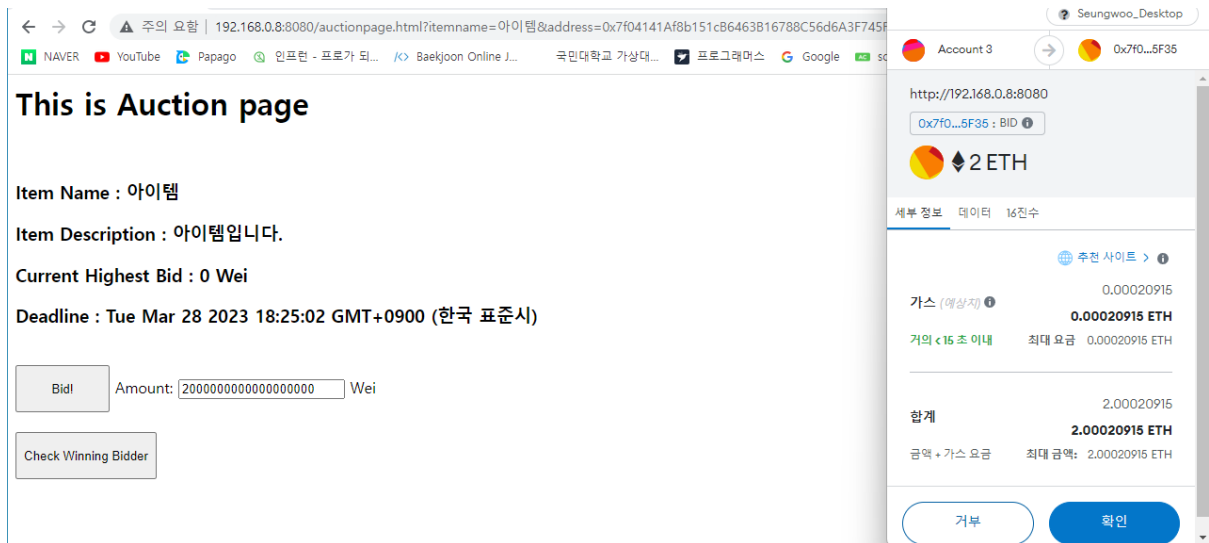 주의 요함 | 192.168.0.8:8080/auctionpage.html?itemname=아이템&address=0x7f04141Af8b151cB6463B16788C56d6A3F745F
NAVER YouTube Papago 인프런 - 프로가 되... </> Baekjoon Online J... 국민대학교 가상대... 프로그래머스 Google
This is Auction page
Item Name : 아이템
Item Description : 아이템입니다.
Current Highest Bid : 0 Wei
Deadline : Tue Mar 28 2023 18:25:02 GMT+0900 (한국 표준시)
Bid! Amount: 2000000000000000000 Wei
Check Winning Bidder
Seungwoo_Desktop
Account 3 0x7f0...5F35
http://192.168.0.8:8080
0x7f0...5F35 : BID
2 ETH
세부 정보 데이터 16진수
추천 사이트 >
0.00020915
가스 (예상치) 0.00020915 ETH
거의 < 15 초 이내 최대 요금 0.00020915 ETH
2.00020915
합계 2.00020915 ETH
금액 + 가스 요금 최대 금액: 2.00020915 ETH
거부 확인